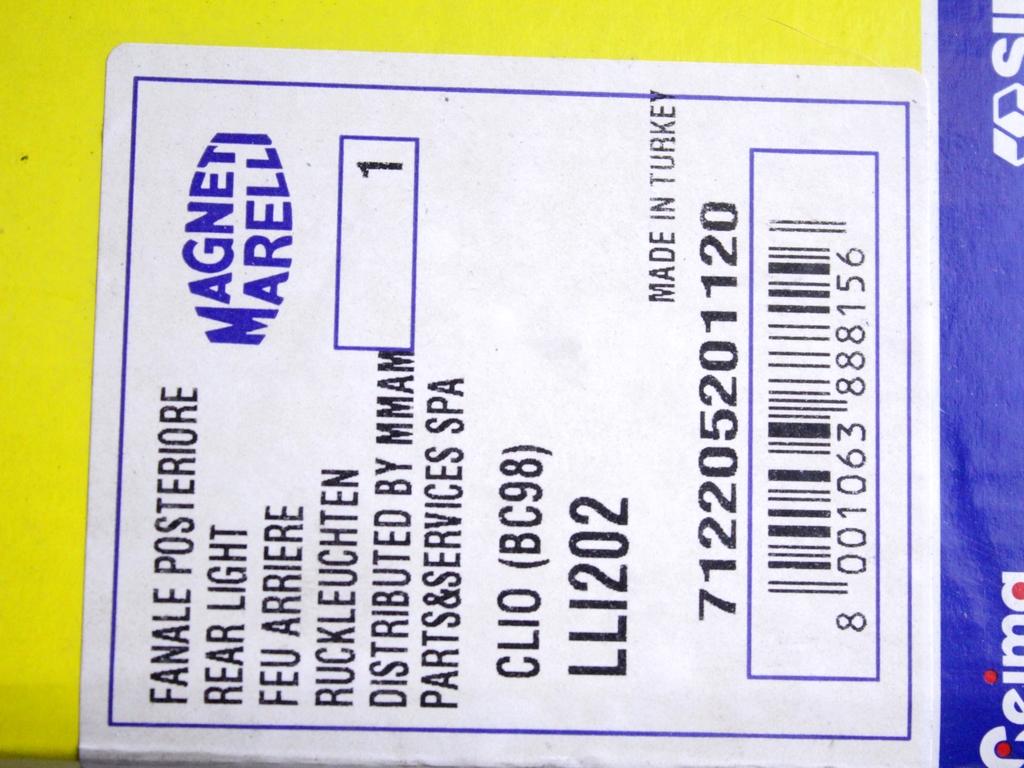 FANALE POSTERIORE
REAR LIGHT
FEU ARRIERE
RUCKLEUCHTEN
DISTRIBUTED BY MMAM
PARTS&SERVICES SPA
MAGNETI
MARELLI
1
CLIO (BC98)
LLI202
MADE IN TURKEY
712205201120
8 001063 888156